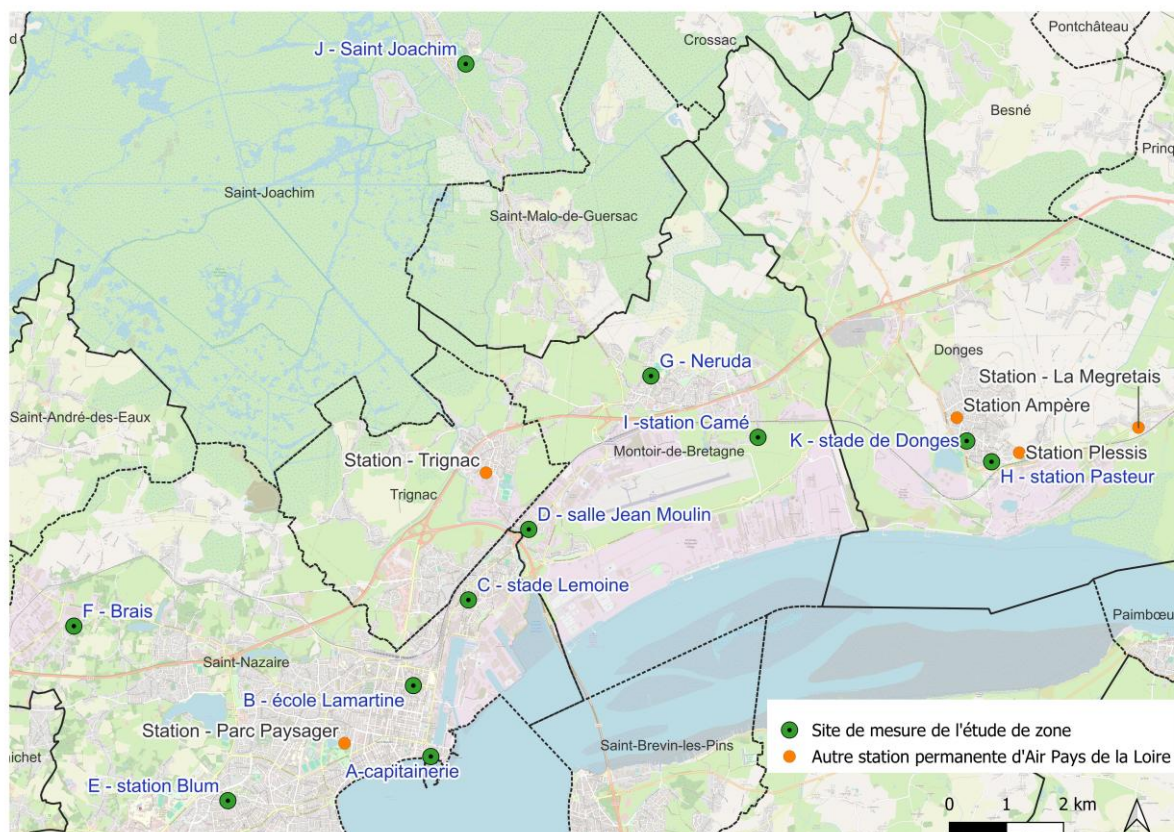 Pontchâteau
Crossac
J - Saint Joachim
Besné
Prinq
Saint-Joachim
Saint-Malo-de-Guersac
Donges
G - Neruda
Station - La Megretais
Station Ampère
Saint-André-des-Eaux
I -station Camé
K - stade de Donges
Montoir-de-Bretagne
Station Plessis
Station - Trignac
H - station Pasteur
Trignac
D - salle Jean Moulin
C - stade Lemoine
F - Brais
Paimbœu
Saint-Nazaire
B - école Lamartine
Station - Parc Paysager
Site de mesure de l'étude de zone
Saint-Brevin-les-Pins
nichet
Autre station permanente d'Air Pays de la Loire
A-capitainerie
E - station Blum
0 1 2 km